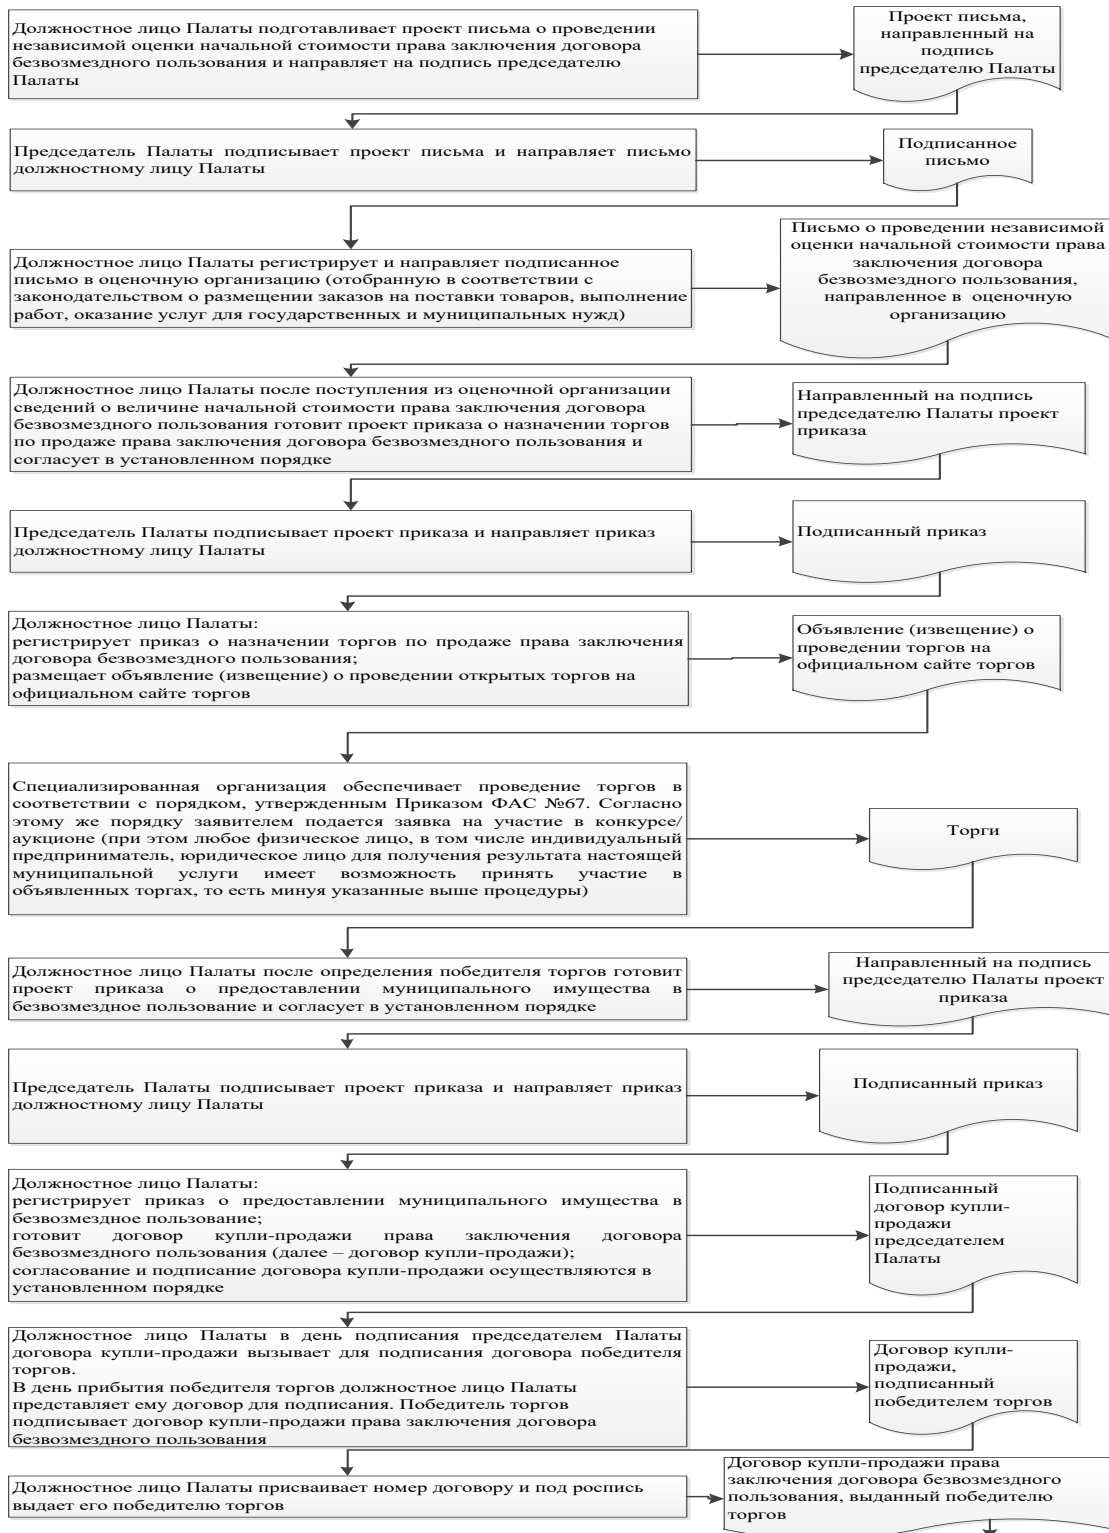 Должностное лицо Палаты подготавливает проект письма о проведении
независимой оценки начальной стоимости права заключения договора
безвозмездного пользования и направляет на подпись председателю
Палаты
Проект письма,
направленный на
подпись
председателю Палаты
Председатель Палаты подписывает проект письма и направляет письмо
должностному лицу Палаты
Подписанное
письмо
Должностное лицо Палаты регистрирует и направляет подписанное
письмо в оценочную организацию (отобранную в соответствии с
законодательством о размещении заказов на поставки товаров, выполнение
работ, оказание услуг для государственных и муниципальных нужд)
Письмо о проведении независимой
оценки начальной стоимости права
заключения договора
безвозмездного пользования,
направленное в оценочную
организацию
Должностное лицо Палаты после поступления из оценочной организации
сведений о величине начальной стоимости права заключения договора
безвозмездного пользования готовит проект приказа о назначении торгов
по продаже права заключения договора безвозмездного пользования и
согласует в установленном порядке
Направленный на подпись
председателю Палаты проект
приказа
Председатель Палаты подписывает проект приказа и направляет приказ
должностному лицу Палаты
Подписанный приказ
Должностное лицо Палаты:
регистрирует приказ о назначении торгов по продаже права заключения
договора безвозмездного пользования;
размещает объявление (извещение) о проведении открытых торгов на
официальном сайте торгов
Объявление (извещение) о
проведении торгов на
официальном сайте торгов
Специализированная организация обеспечивает проведение торгов в
соответствии с порядком, утвержденным Приказом ФАС №67. Согласно
этому же порядку заявителем подается заявка на участие в конкурсе/
аукционе (при этом любое физическое лицо, в том числе индивидуальный
предприниматель, юридическое лицо для получения результата настоящей
муниципальной услуги имеет возможность принять участие в
объявленных торгах, то есть минуя указанные выше процедуры)
Торги
Должностное лицо Палаты после определения победителя торгов готовит
проект приказа о предоставлении муниципального имущества в
безвозмездное пользование и согласует в установленном порядке
Направленный на подпись
председателю Палаты проект
приказа
Председатель Палаты подписывает проект приказа и направляет приказ
должностному лицу Палаты
Подписанный приказ
Должностное лицо Палаты:
регистрирует приказ о предоставлении муниципального имущества в
безвозмездное пользование;
готовит договор купли-продажи права заключения договора
безвозмездного пользования (далее – договор купли-продажи);
согласование и подписание договора купли-продажи осуществляются в
установленном порядке
Подписанный
договор купли-
продажи
председателем
Палаты
Должностное лицо Палаты в день подписания председателем Палаты
договора купли-продажи вызывает для подписания договора победителя
торгов.
В день прибытия победителя торгов должностное лицо Палаты
представляет ему договор для подписания. Победитель торгов
подписывает договор купли-продажи права заключения договора
безвозмездного пользования
Договор купли-
продажи,
подписанный
победителем торгов
Должностное лицо Палаты присваивает номер договору и под роспись
выдает его победителю торгов
Договор купли-продажи права
заключения договора безвозмездного
пользования, выданный победителю
торгов